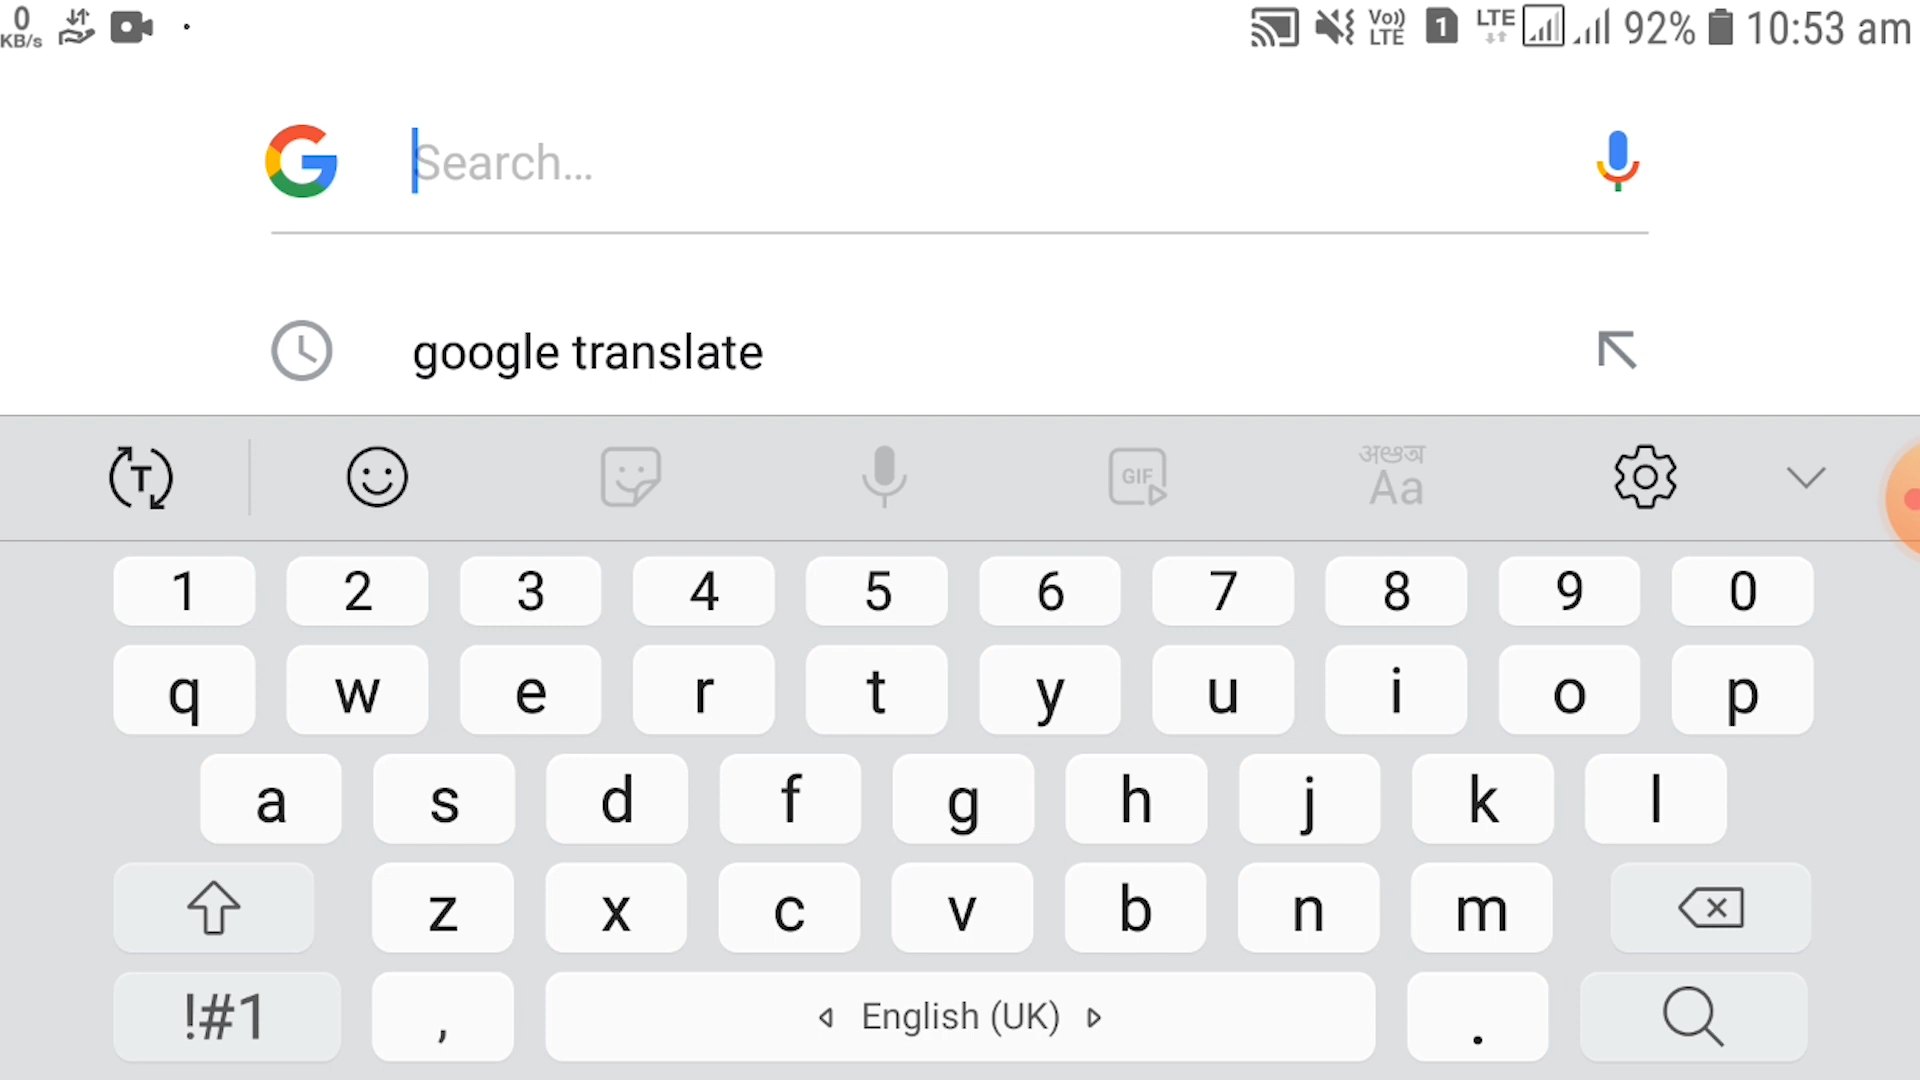 0
KB/s
Vo))
LTE
1
LTE
92%
10:53 am
Search...
google translate
T
GIF
Aa
1 2 3 4 5 6 7 8 9 0
q w e r t y u i o p
a s d f g h j k l
z x c v b n m
!#1 , English (UK) .